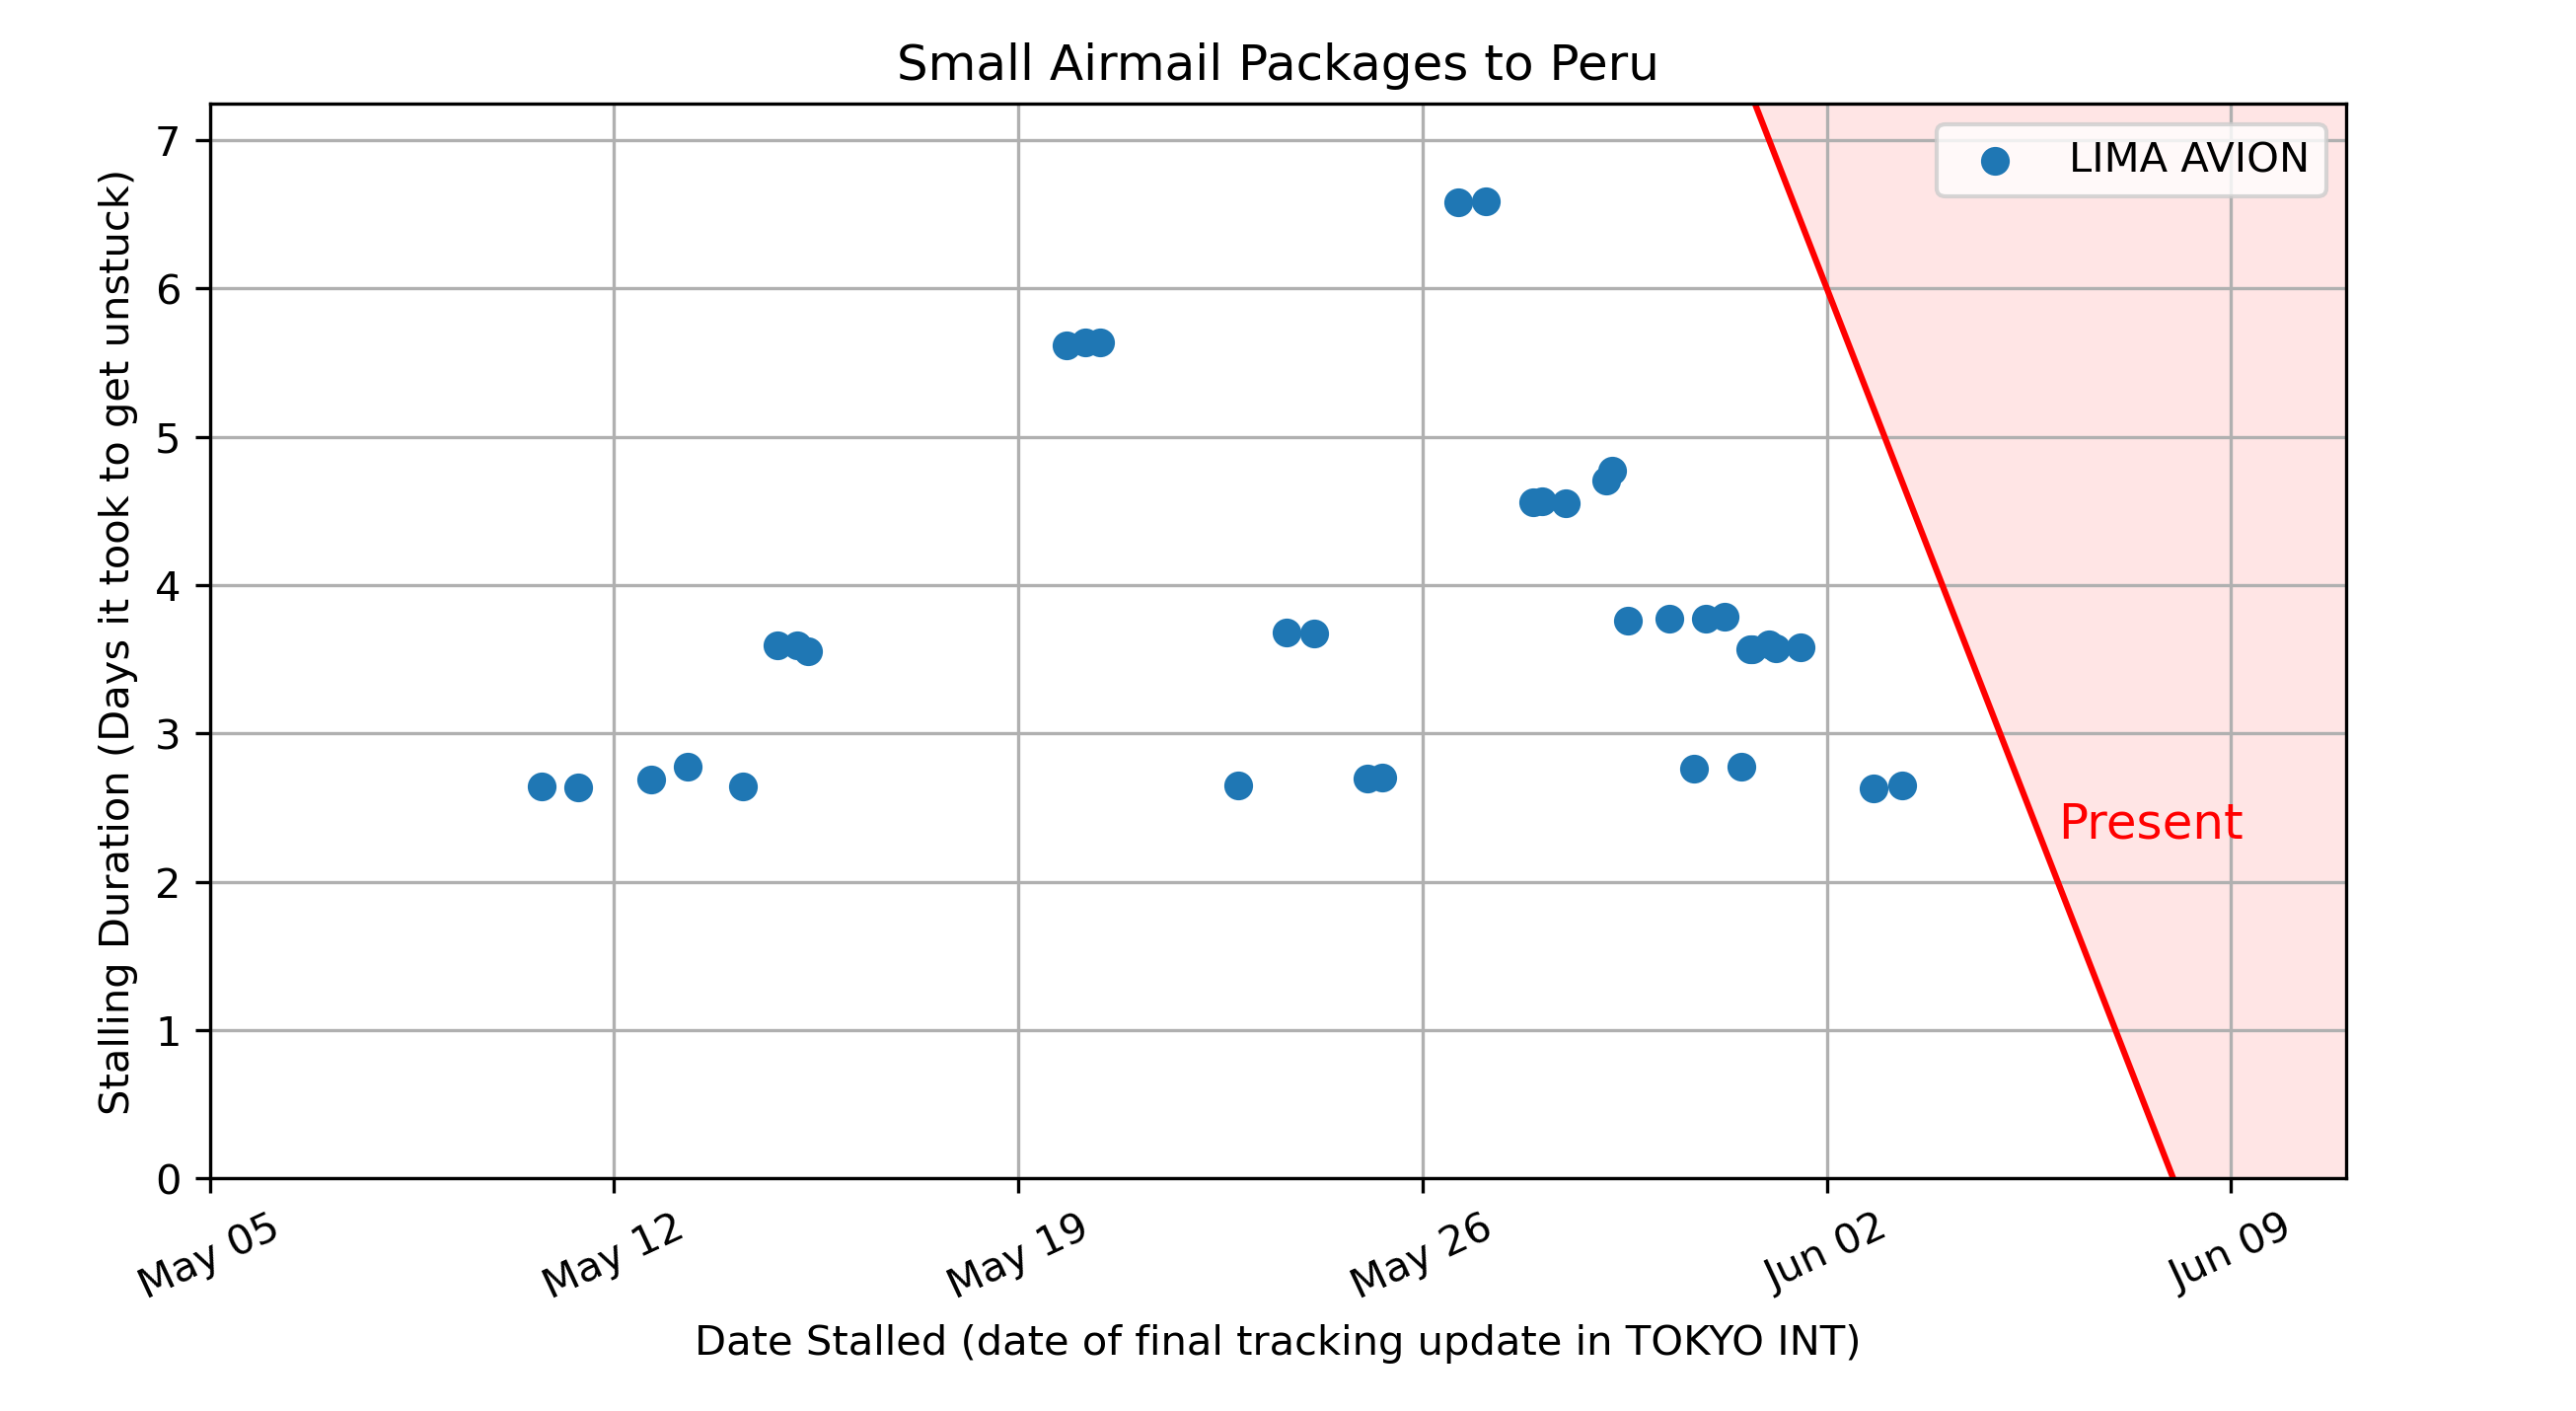 Small Airmail Packages to Peru
LIMA AVION
Stalling Duration (Days it took to get unstuck)
7
6
5
4
3
2
1
0
Present
May 05
May 12
May 19
May 26
Jun 02
Jun 09
Date Stalled (date of final tracking update in TOKYO INT)